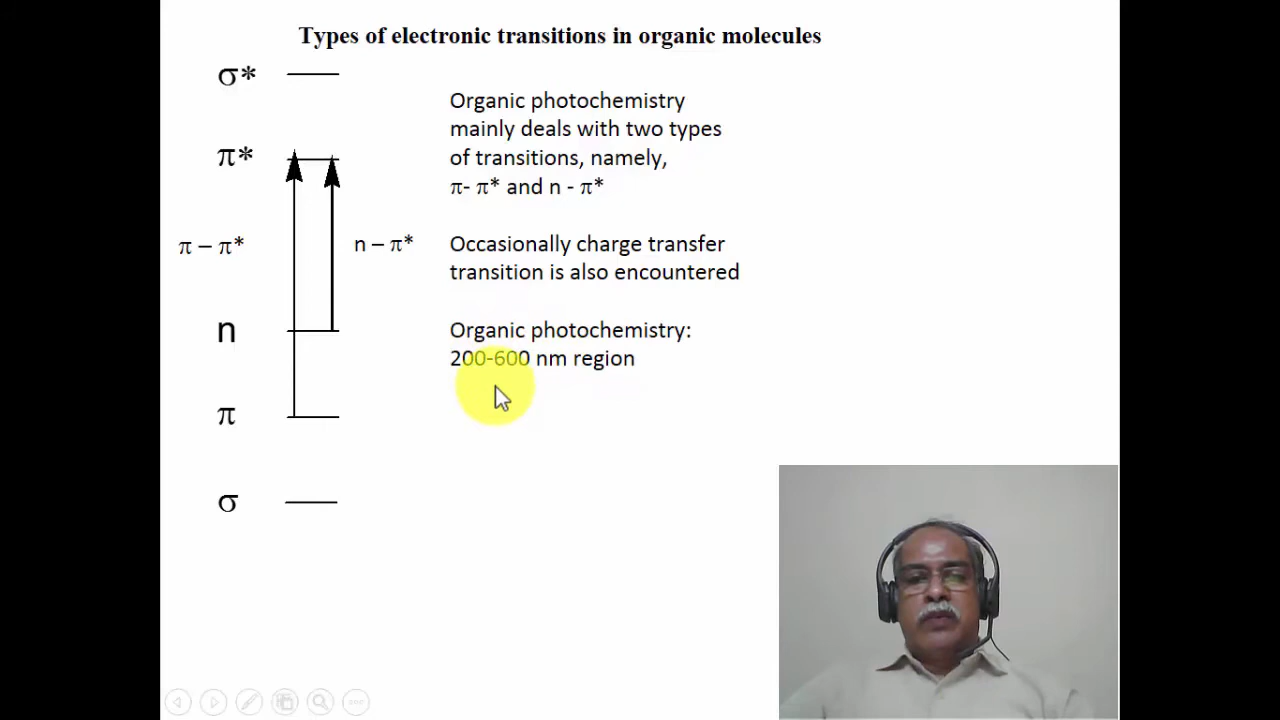 Types of electronic transitions in organic molecules
σ*
Organic photochemistry
mainly deals with two types
of transitions, namely,
π- π* and n - π*
π*
π – π*
n – π*
Occasionally charge transfer
transition is also encountered
n
Organic photochemistry:
200-600 nm region
π
σ